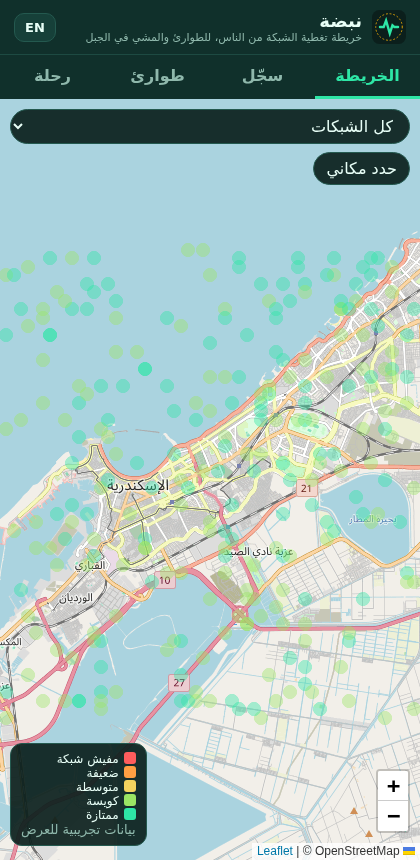 نبضة
خريطة تغطية الشبكة من الناس، للطوارئ والمشي في الجبل
EN
الخريطة
سجّل
طوارئ
رحلة
كل الشبكات
حدد مكاني
الإسكندرية
21
بحيرة المطار
عزبة نادي الصيد
القباري
10
الورديان
المكس
27
مفيش شبكة
ضعيفة
متوسطة
كويسة
ممتازة
بيانات تجريبية للعرض
+
−
Leaflet | © OpenStreetMap